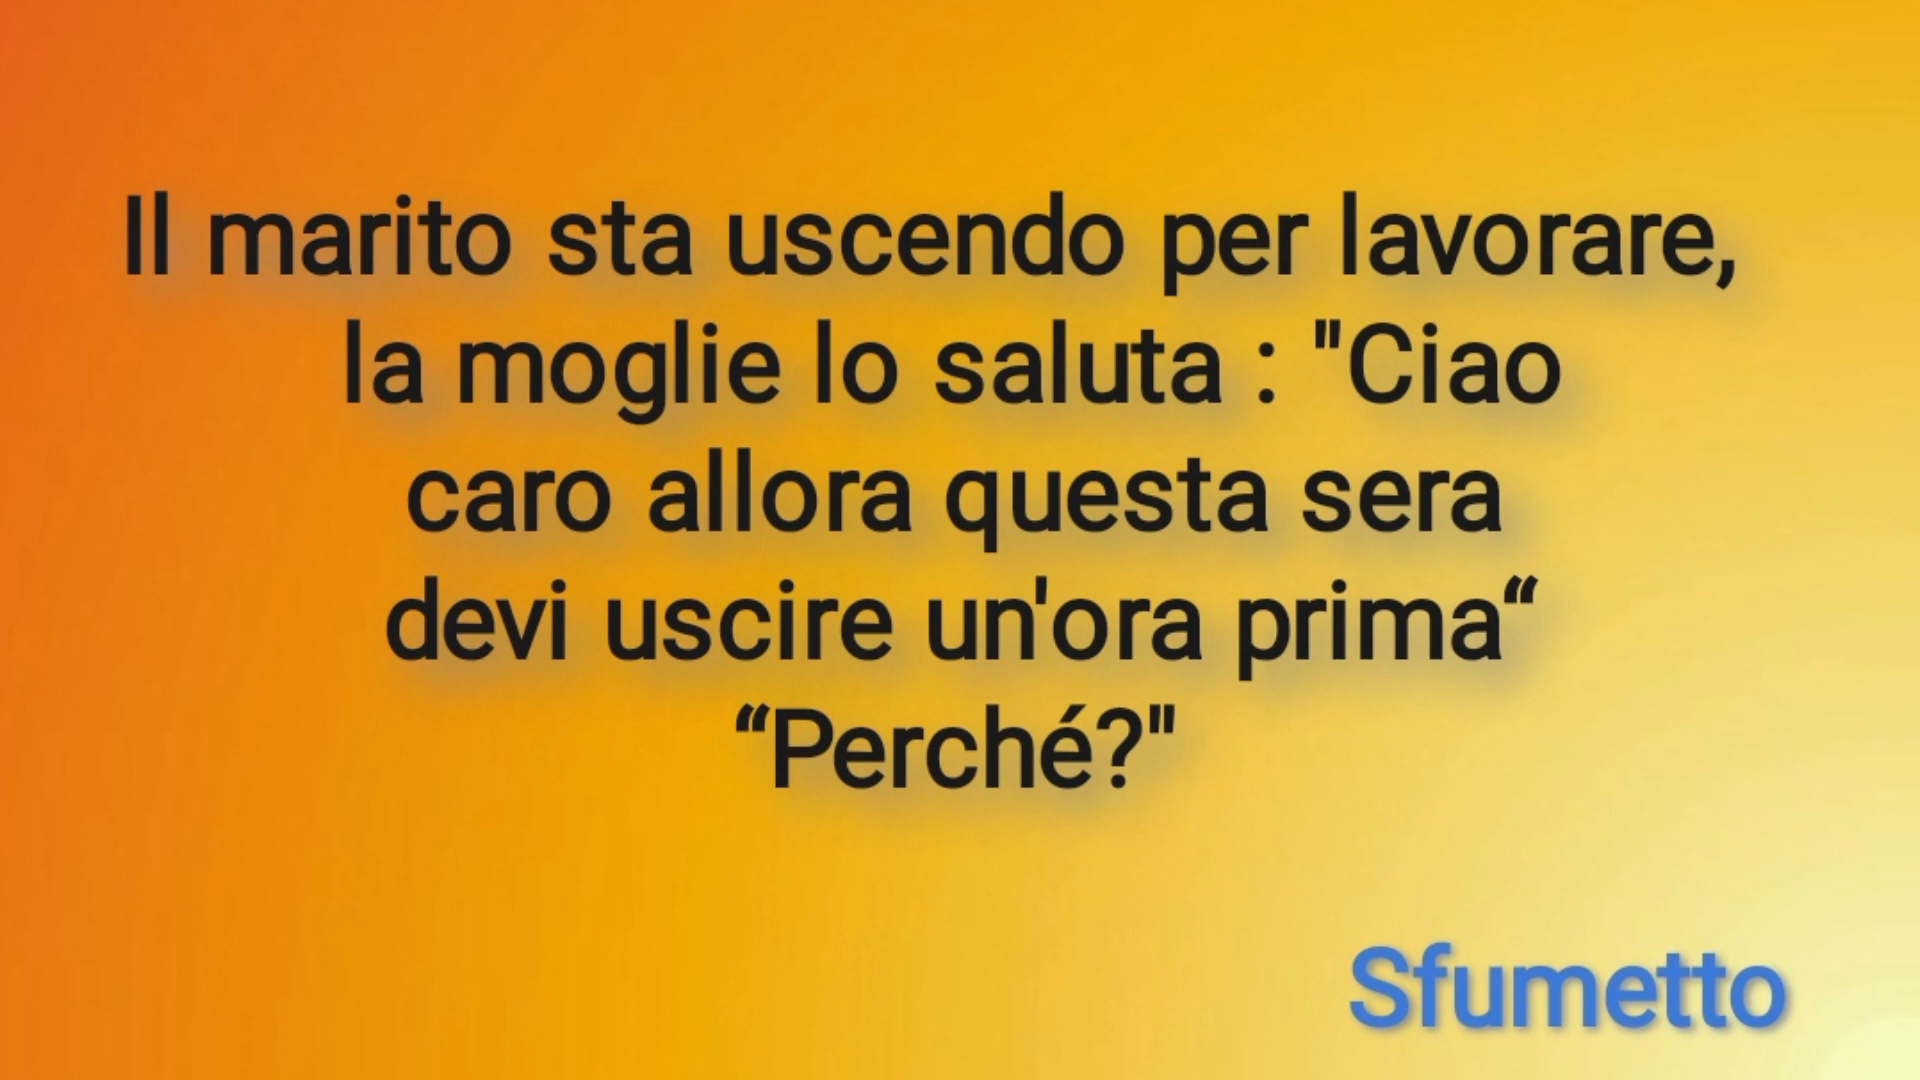 Il marito sta uscendo per lavorare,
la moglie lo saluta : "Ciao
caro allora questa sera
devi uscire un'ora prima“
“Perché?"
Sfumetto